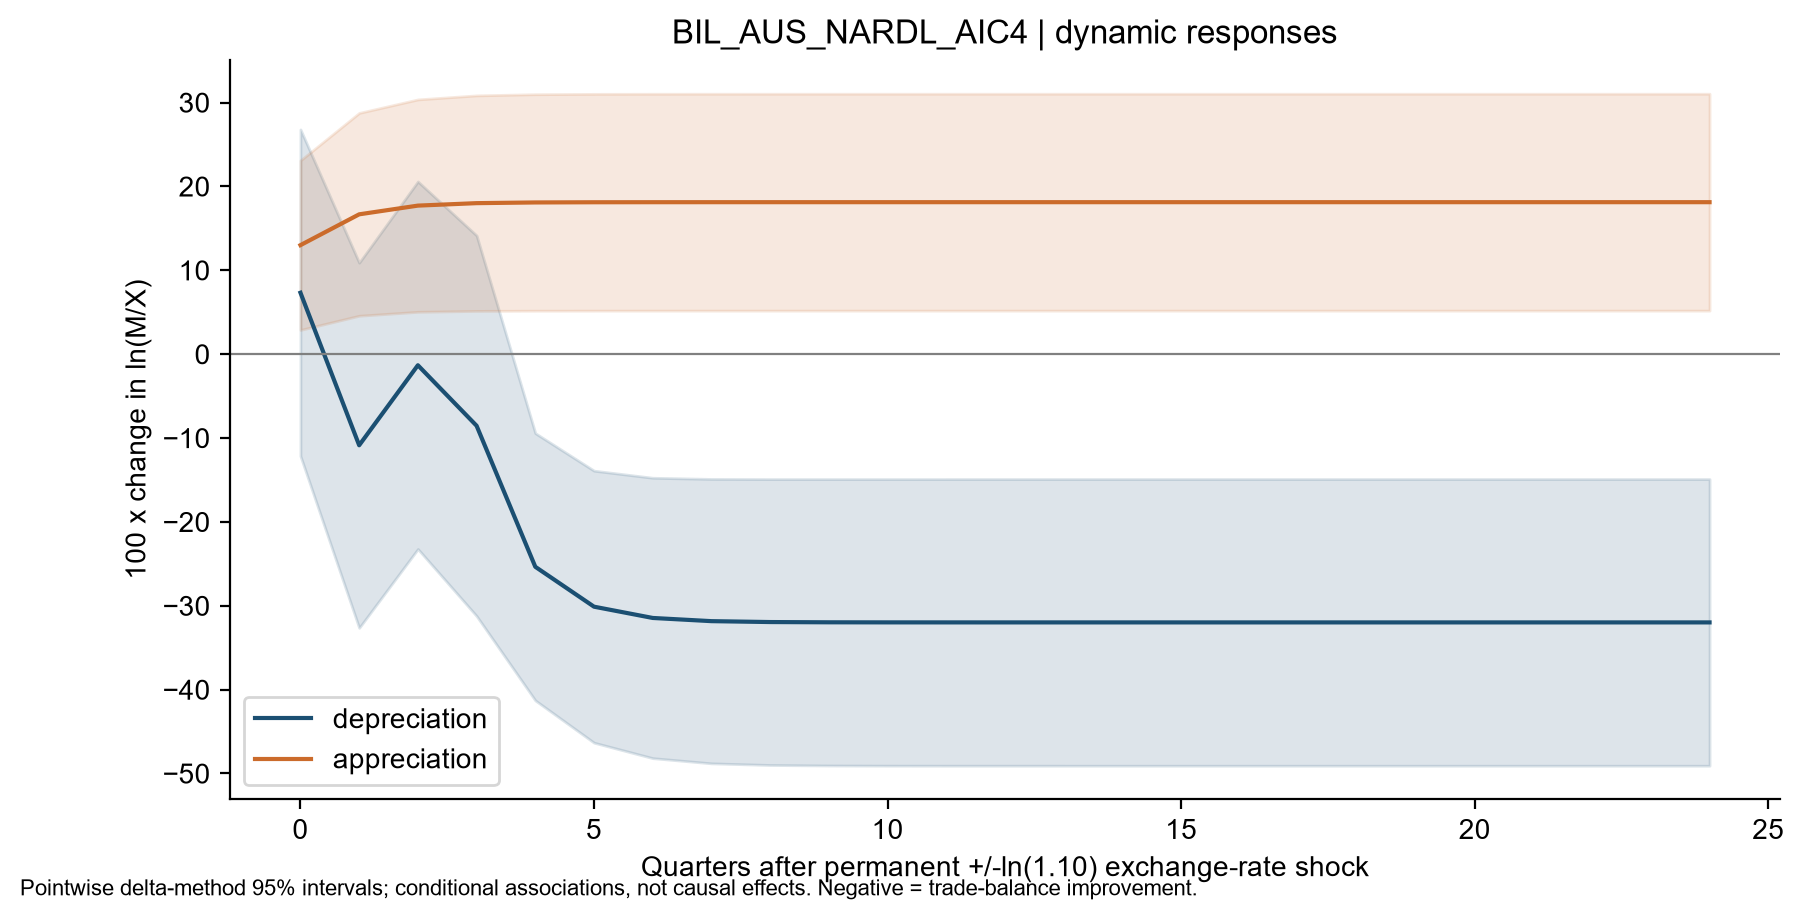 BIL_AUS_NARDL_AIC4 | dynamic responses
100 x change in ln(M/X)
30
20
10
0
−10
−20
−30
−40
−50
depreciation
appreciation
0 5 10 15 20 25
Quarters after permanent +/-ln(1.10) exchange-rate shock
Pointwise delta-method 95% intervals; conditional associations, not causal effects. Negative = trade-balance improvement.